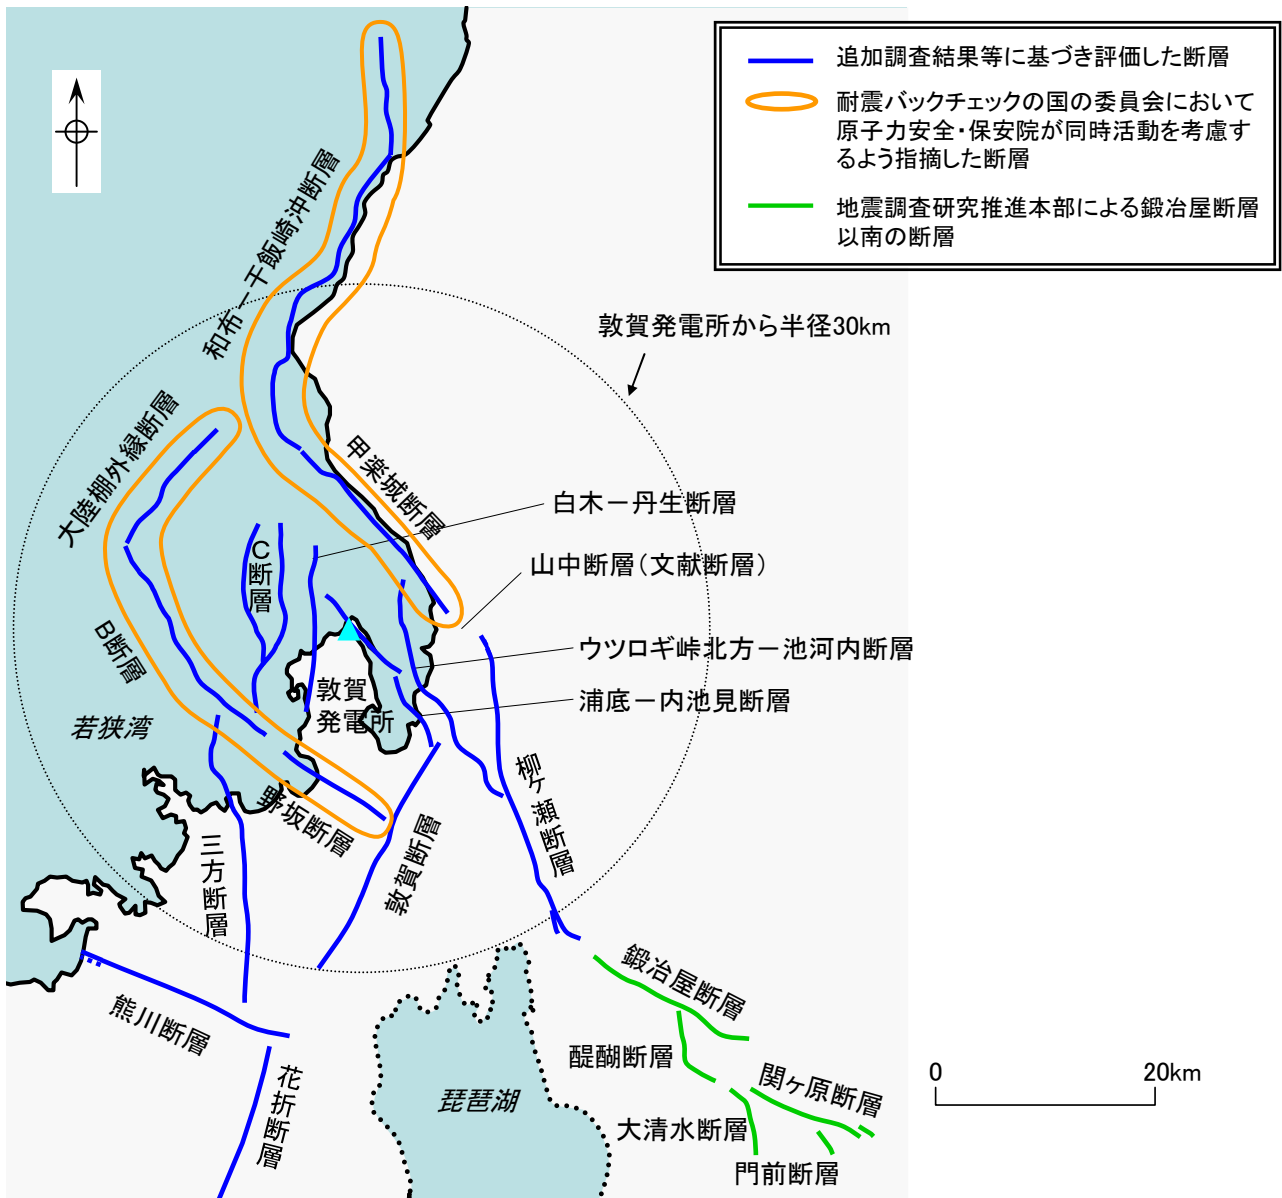 追加調査結果等に基づき評価した断層
耐震バックチェックの国の委員会において
原子力安全・保安院が同時活動を考慮す
るよう指摘した断層
地震調査研究推進本部による鍛冶屋断層
以南の断層
和布－干飯崎沖断層
敦賀発電所から半径30km
大陸棚外縁断層
甲楽城断層
白木－丹生断層
C断層
山中断層(文献断層)
B断層
ウツロギ峠北方－池河内断層
敦賀
発電所
浦底－内池見断層
若狭湾
柳ヶ瀬断層
野坂断層
三方断層
敦賀断層
鍛冶屋断層
熊川断層
醍醐断層
関ヶ原断層
花折断層
琵琶湖
大清水断層
門前断層
0
20km